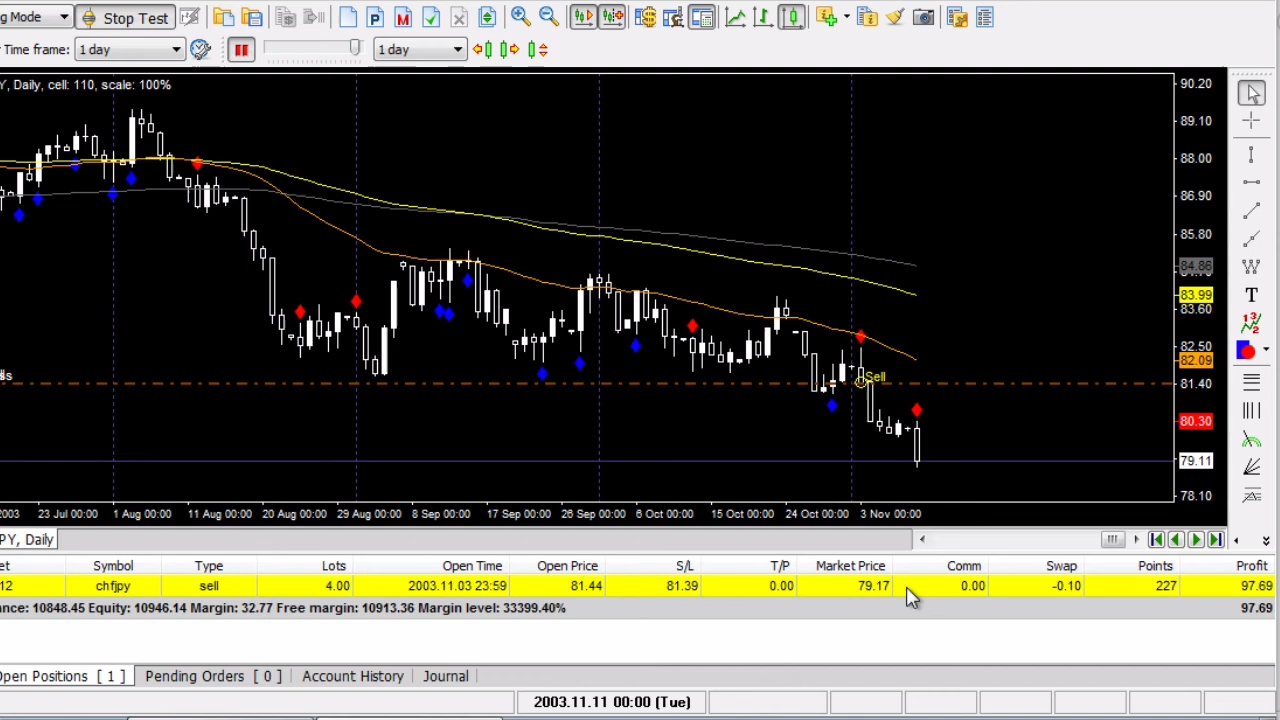 g Mode Stop Test
Time frame: 1 day 1 day
Y, Daily, cell: 110, scale: 100%
90.20
89.10
88.00
86.90
85.80
84.86
83.99
83.60
82.50
82.09
Sell
81.40
80.30
79.11
78.10
2003 23 Jul 00:00 1 Aug 00:00 11 Aug 00:00 20 Aug 00:00 29 Aug 00:00 8 Sep 00:00 17 Sep 00:00 26 Sep 00:00 6 Oct 00:00 15 Oct 00:00 24 Oct 00:00 3 Nov 00:00
PY, Daily
et Symbol Type Lots Open Time Open Price S/L T/P Market Price Comm Swap Points Profit
12 chfjpy sell 4.00 2003.11.03 23:59 81.44 81.39 0.00 79.17 0.00 -0.10 227 97.69
ance: 10848.45 Equity: 10946.14 Margin: 32.77 Free margin: 10913.36 Margin level: 33399.40% 97.69
Open Positions [ 1 ] Pending Orders [ 0 ] Account History Journal
2003.11.11 00:00 (Tue)